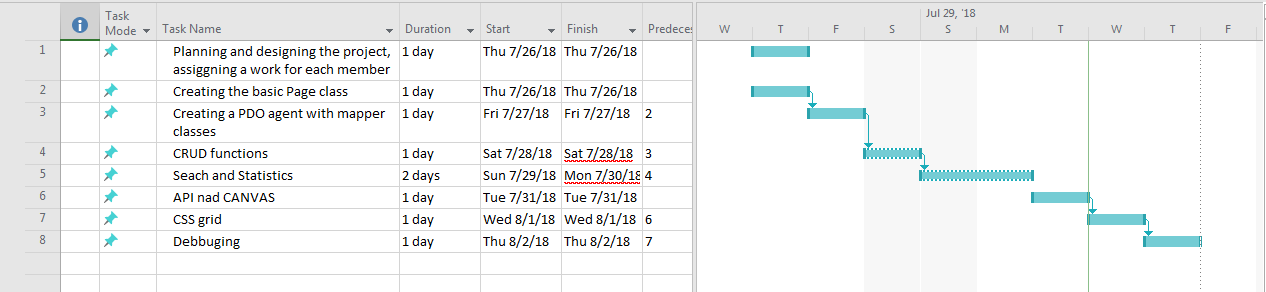 Jul 29, '18
Task Mode Task Name Duration Start Finish Predeces
W T F S S M T W T F
1 Planning and designing the project, Thu 7/26/18 Thu 7/26/18 1 day
assiggning a work for each member
2 Creating the basic Page class 1 day Thu 7/26/18 Thu 7/26/18
3 Creating a PDO agent with mapper 1 day Fri 7/27/18 Fri 7/27/18 2
classes
4 CRUD functions 1 day Sat 7/28/18 Sat 7/28/18 3
5 Seach and Statistics 2 days Sun 7/29/18 Mon 7/30/18 4
6 API nad CANVAS 1 day Tue 7/31/18 Tue 7/31/18
7 CSS grid 1 day Wed 8/1/18 Wed 8/1/18 6
8 Debbuging 1 day Thu 8/2/18 Thu 8/2/18 7